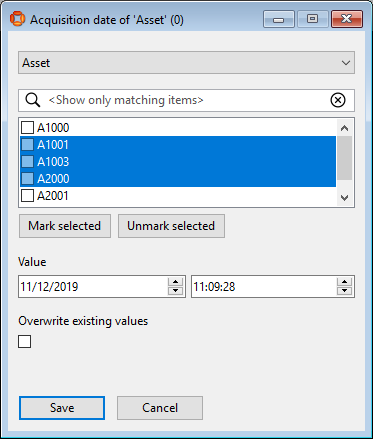 Acquisition date of 'Asset' (0)
Asset
<Show only matching items>
A1000
A1001
A1003
A2000
A2001
Mark selected Unmark selected
Value
11/12/2019 11:09:28
Overwrite existing values
Save Cancel